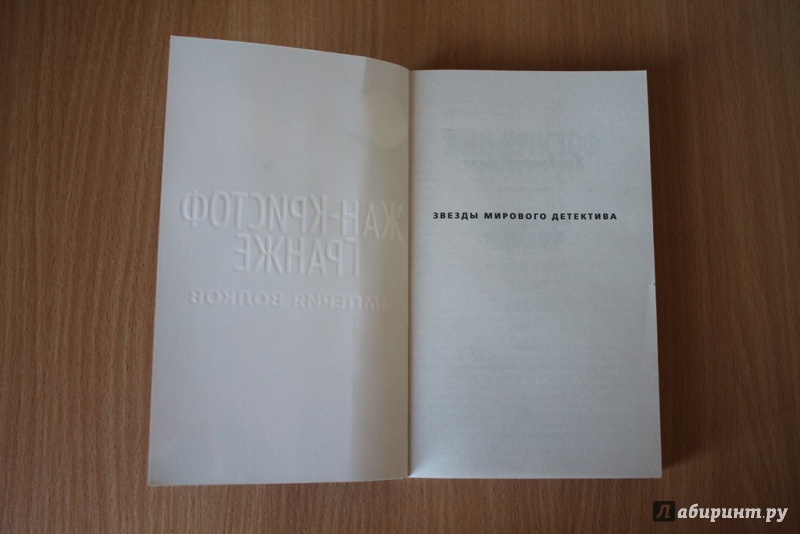 ЖАН-КРИСТОФ
ГРАНЖЕ
ИМПЕРИЯ ВОЛКОВ
ЗВЕЗДЫ МИРОВОГО ДЕТЕКТИВА
Лабиринт.ру